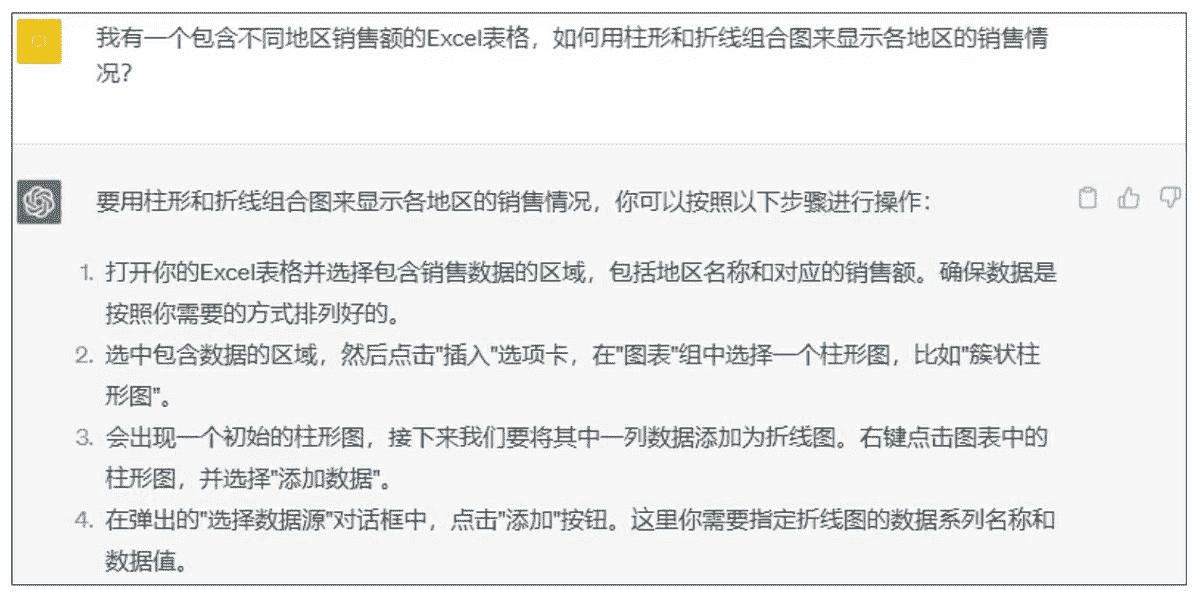 CI
我有一个包含不同地区销售额的Excel表格，如何用柱形和折线组合图来显示各地区的销售情
况？
要用柱形和折线组合图来显示各地区的销售情况，你可以按照以下步骤进行操作：
1. 打开你的Excel表格并选择包含销售数据的区域，包括地区名称和对应的销售额。确保数据是
按照你需要的方式排列好的。
2. 选中包含数据的区域，然后点击"插入"选项卡，在"图表"组中选择一个柱形图，比如"簇状柱
形图"。
3. 会出现一个初始的柱形图，接下来我们要将其中一列数据添加为折线图。右键点击图表中的
柱形图，并选择"添加数据"。
4. 在弹出的"选择数据源"对话框中，点击"添加"按钮。这里你需要指定折线图的数据系列名称和
数据值。